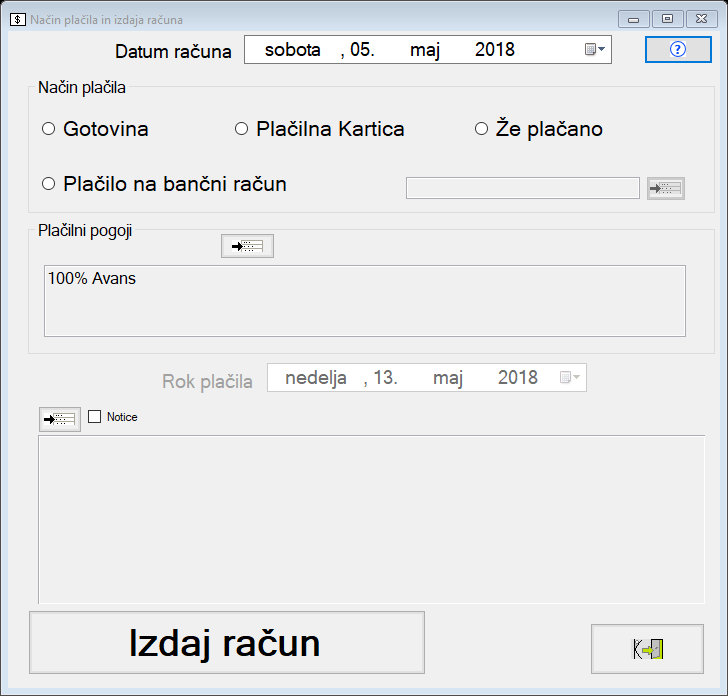 Način plačila in izdaja računa
Datum računa sobota , 05. maj 2018
Način plačila
Gotovina Plačilna Kartica Že plačano
Plačilo na bančni račun
Plačilni pogoji
100% Avans
Rok plačila nedelja , 13. maj 2018
Notice
Izdaj račun